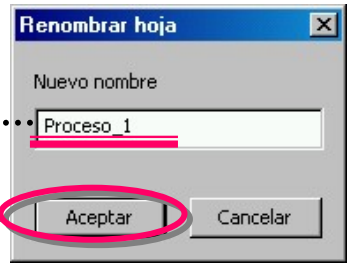 Renombrar hoja
Nuevo nombre
Proceso_1
Aceptar
Cancelar